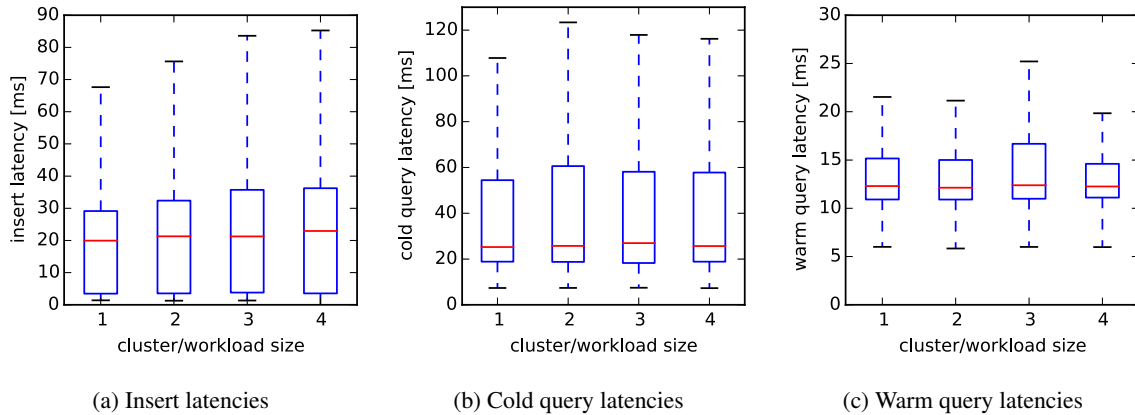 90
80
70
60
50
40
30
20
10
0
insert latency [ms]
1 2 3 4
cluster/workload size
(a) Insert latencies
120
100
80
60
40
20
0
cold query latency [ms]
1 2 3 4
cluster/workload size
(b) Cold query latencies
30
25
20
15
10
5
0
warm query latency [ms]
1 2 3 4
cluster/workload size
(c) Warm query latencies